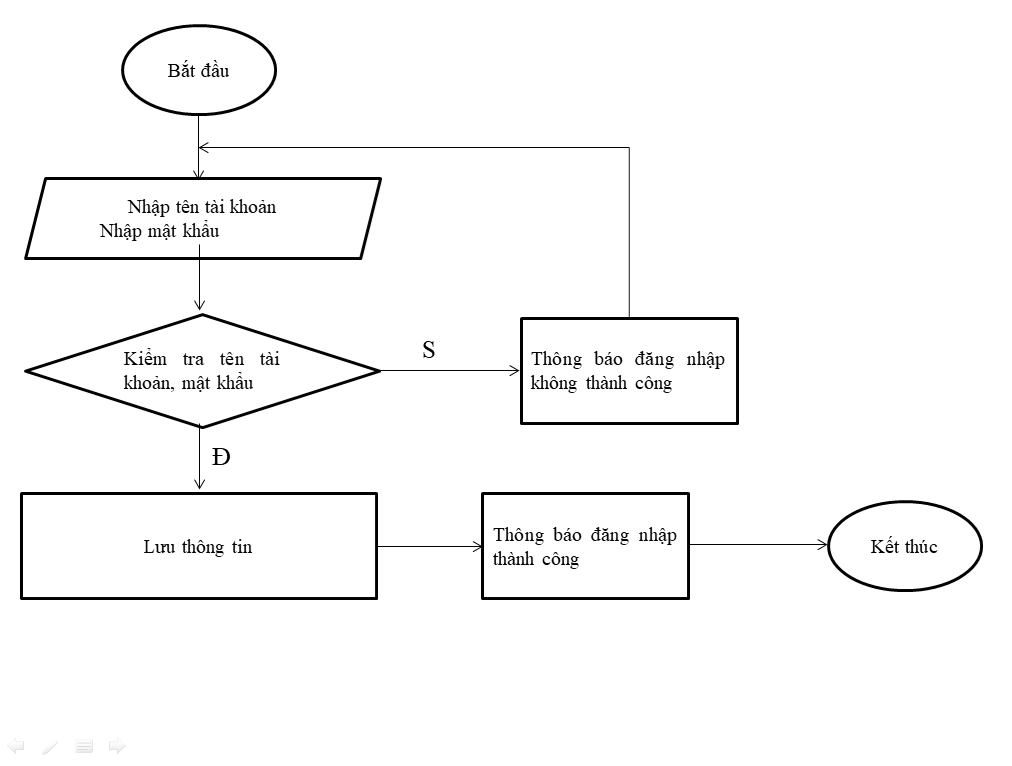 Bắt đầu
Nhập tên tài khoản
Nhập mật khẩu
Kiểm tra tên tài
khoản, mật khẩu
S
Thông báo đăng nhập
không thành công
Đ
Lưu thông tin
Thông báo đăng nhập
thành công
Kết thúc